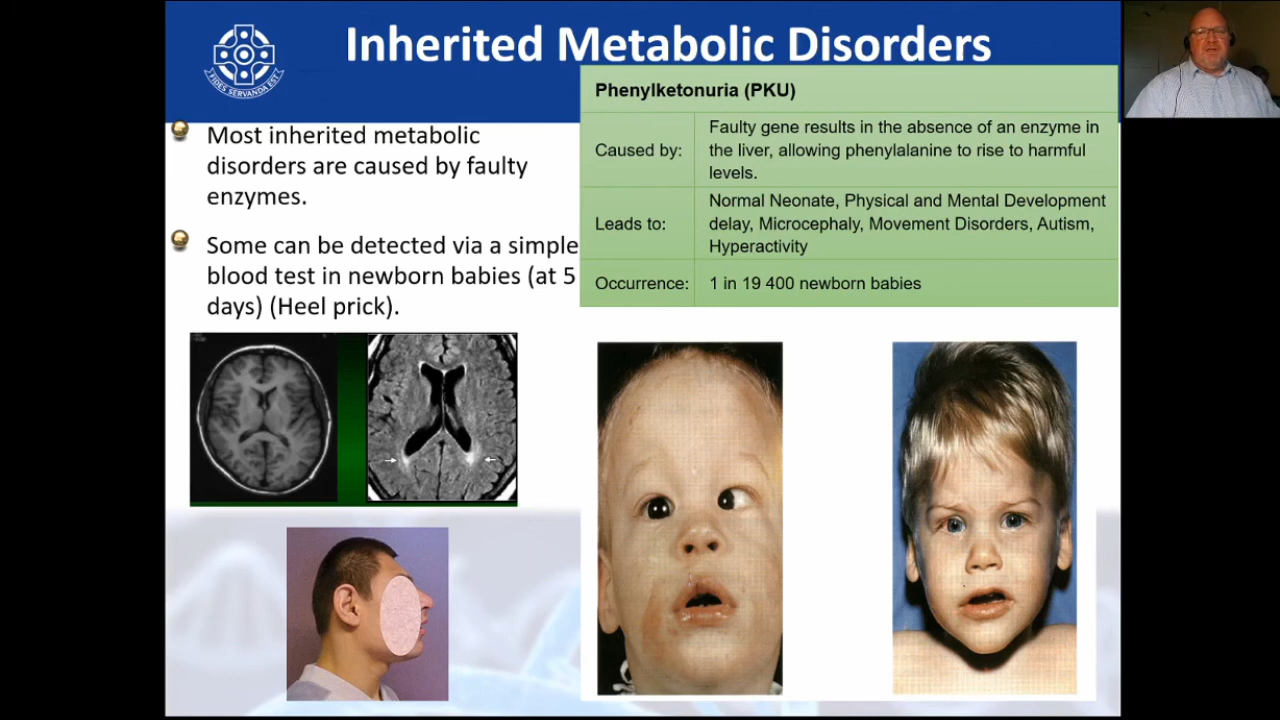 Inherited Metabolic Disorders
FIDES SERVANDA EST
Most inherited metabolic
disorders are caused by faulty
enzymes.
Some can be detected via a simple
blood test in newborn babies (at 5
days) (Heel prick).
Phenylketonuria (PKU)
Caused by:
Faulty gene results in the absence of an enzyme in
the liver, allowing phenylalanine to rise to harmful
levels.
Leads to:
Normal Neonate, Physical and Mental Development
delay, Microcephaly, Movement Disorders, Autism,
Hyperactivity
Occurrence:
1 in 19 400 newborn babies